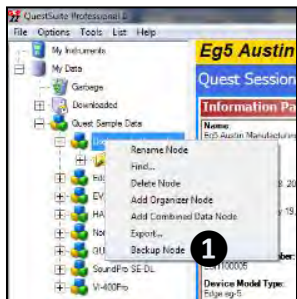 QuestSuite Professional II
File Options Tools List Help
My Instruments
My Data
Garbage
Downloaded
Quest Sample Data
SoundPro SE-DL
VI-400Pro
Rename Node
Find...
Delete Node
Add Organizer Node
Add Combined Data Node
Export...
Backup Node
1
Eg5 Austin
Quest Session
Information Pa
Name:
Eg5 Austin Manufacturing
Device Model Type:
Edge eg-5